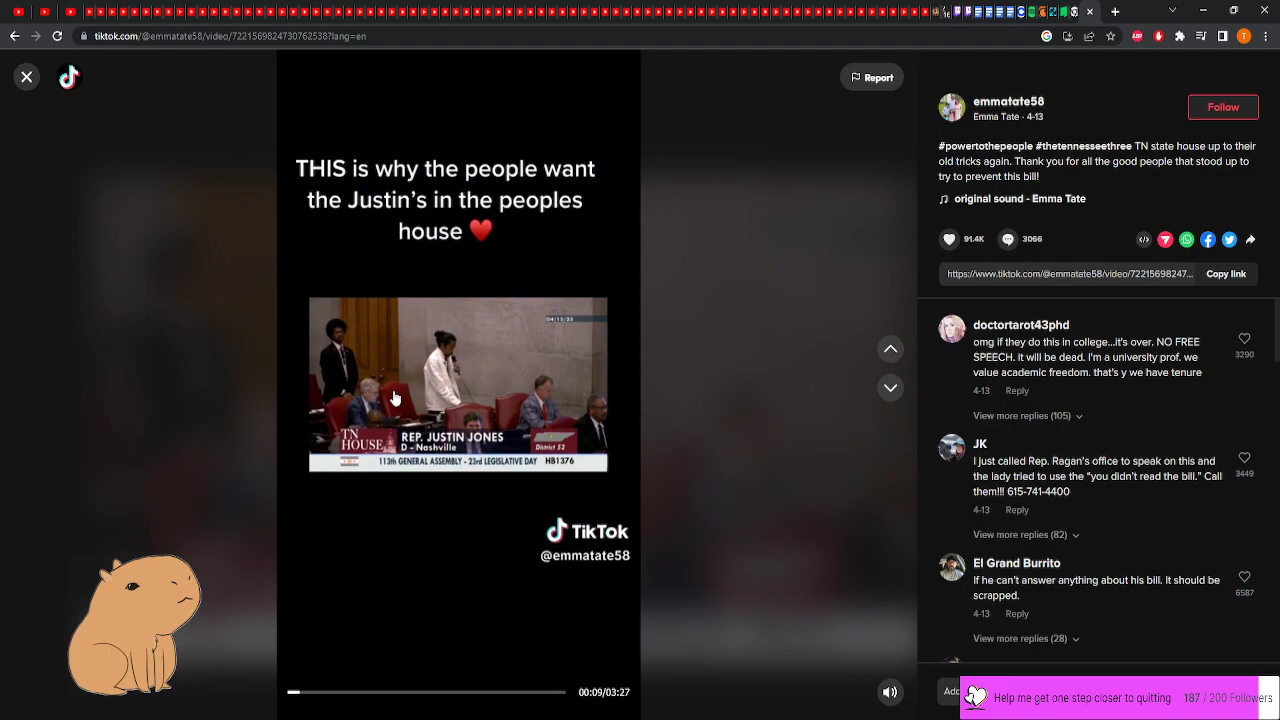 tiktok.com/@emmatate58/video/7221569824730762538?lang=en
Report
THIS is why the people want
the Justin's in the peoples
house ♥
04/13/23
TN
HOUSE
REP. JUSTIN JONES
D - Nashville
District 52
113th GENERAL ASSEMBLY - 23rd LEGISLATIVE DAY HB1376
TikTok
@emmatate58
00:09/03:27
emmatate58
Emma Tate · 4-13
Follow
#powertothepeople #thetennesseethree TN state house up to their
old tricks again. Thank you for all the people that stood up to
try to prevent this bill!
original sound - Emma Tate
91.4K
3066
https://www.tiktok.com/@emmatate58/video/72215698247...
Copy link
doctorgrant43phd
omg if they do this in college...it's over. NO FREE
SPEECH. it will be dead. I'm a university prof. we
value academic freedom. that's y we have tenure
3290
4-13 Reply
View more replies (105)
JK
I just called Rep. Ragan's office to speak on this and
the lady tried to use the "you didn't read the bill." Call
them!!! 615-741-4400
3449
4-13 Reply
View more replies (82)
El Grand Burrito
If he can't answer anything about his bill. It should be
scrapped.
6587
4-13 Reply
View more replies (28)
Help me get one step closer to quitting 187 / 200 Followers